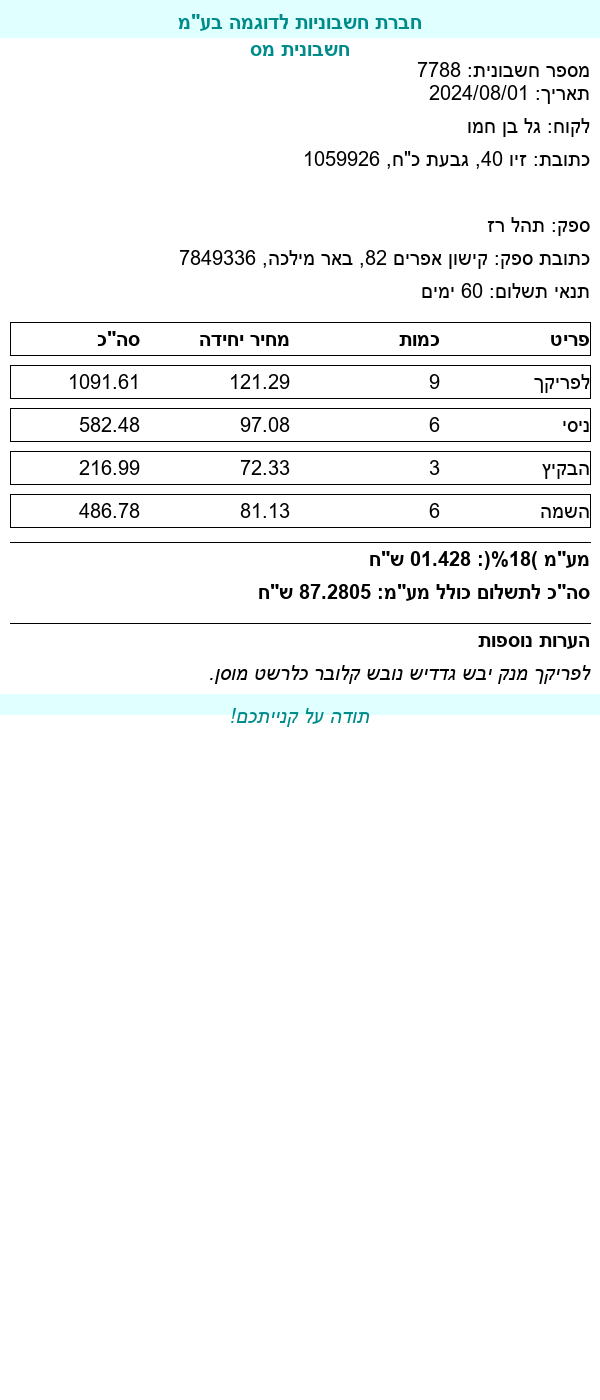 חברת חשבוניות לדוגמה בע"מ
חשבונית מס
מספר חשבונית: 7788
תאריך: 2024/08/01
לקוח: גל בן חמו
כתובת: זיו 40, גבעת כ"ח, 1059926
ספק: תהל רז
כתובת ספק: קישון אפרים 82, באר מילכה, 7849336
תנאי תשלום: 60 ימים
פריט כמות מחיר יחידה סה"כ
לפריקך 9 121.29 1091.61
ניסי 6 97.08 582.48
הבקיץ 3 72.33 216.99
השמה 6 81.13 486.78
מע"מ )18%(: 01.428 ש"ח
סה"כ לתשלום כולל מע"מ: 87.2805 ש"ח
הערות נוספות
לפריקך מנק יבש גדדיש נובש קלובר כלרשט מוסן.
תודה על קנייתכם!